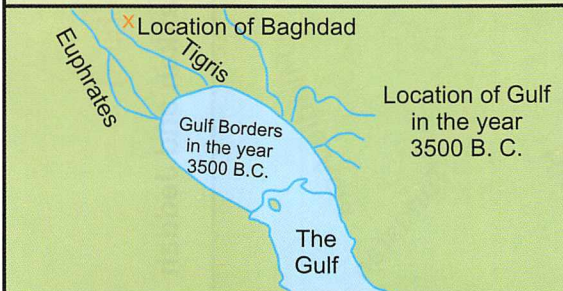 X Location of Baghdad
Euphrates
Tigris
Gulf Borders
in the year
3500 B.C.
Location of Gulf
in the year
3500 B. C.
The
Gulf